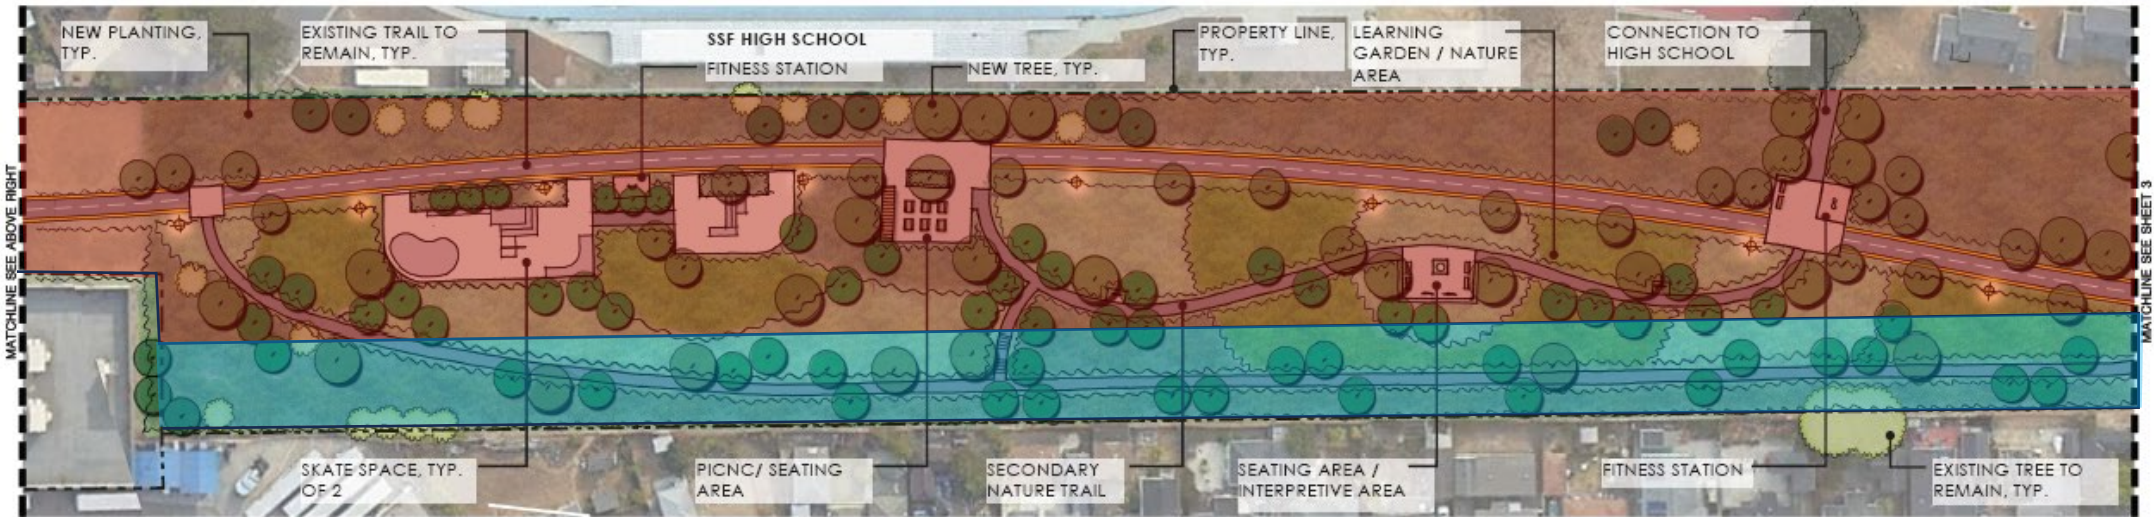 NEW PLANTING,
TYP.
EXISTING TRAIL TO
REMAIN, TYP.
SSF HIGH SCHOOL
FITNESS STATION
NEW TREE, TYP.
PROPERTY LINE,
TYP.
LEARNING
GARDEN / NATURE
AREA
CONNECTION TO
HIGH SCHOOL
MATCHLINE SEE ABOVE RIGHT
MATCHLINE SEE SHEET 3
SKATE SPACE, TYP.
OF 2
PICNC/ SEATING
AREA
SECONDARY
NATURE TRAIL
SEATING AREA /
INTERPRETIVE AREA
FITNESS STATION
EXISTING TREE TO
REMAIN, TYP.